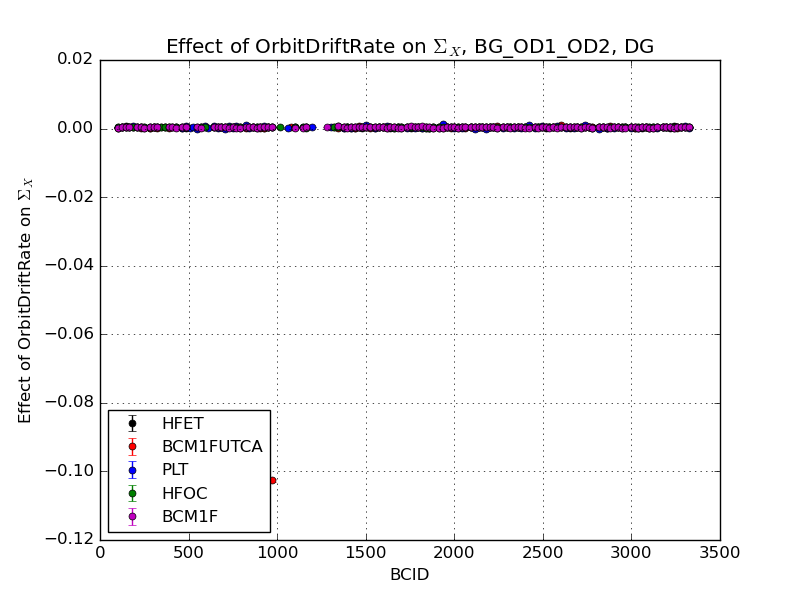 Effect of OrbitDriftRate on Σ_X, BG_OD1_OD2, DG
Effect of OrbitDriftRate on Σ_X
0.02
0.00
−0.02
−0.04
−0.06
−0.08
−0.10
−0.12
HFET
BCM1FUTCA
PLT
HFOC
BCM1F
0 500 1000 1500 2000 2500 3000 3500
BCID